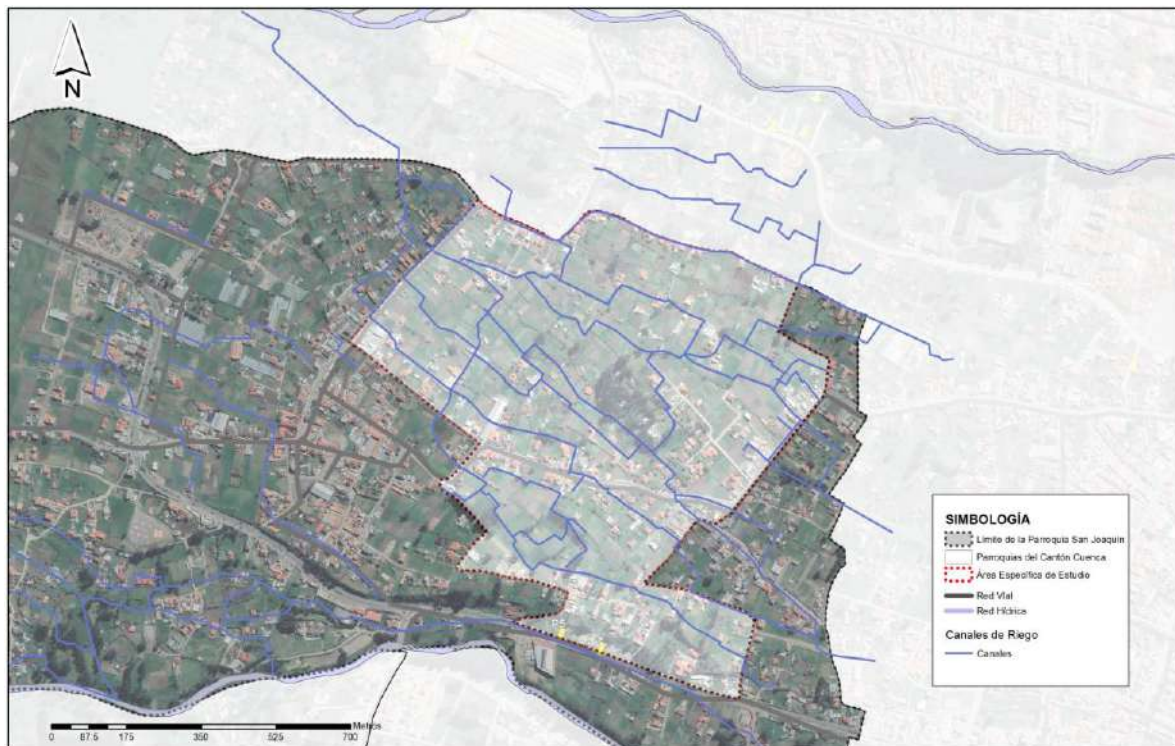 N
SIMBOLOGÍA
Límite de la Parroquia San Joaquín
Parroquias del Cantón Cuenca
Área Específica de Estudio
Red Vial
Red Hídrica
Canales de Riego
Canales
Metros
0 87.5 175 350 525 700